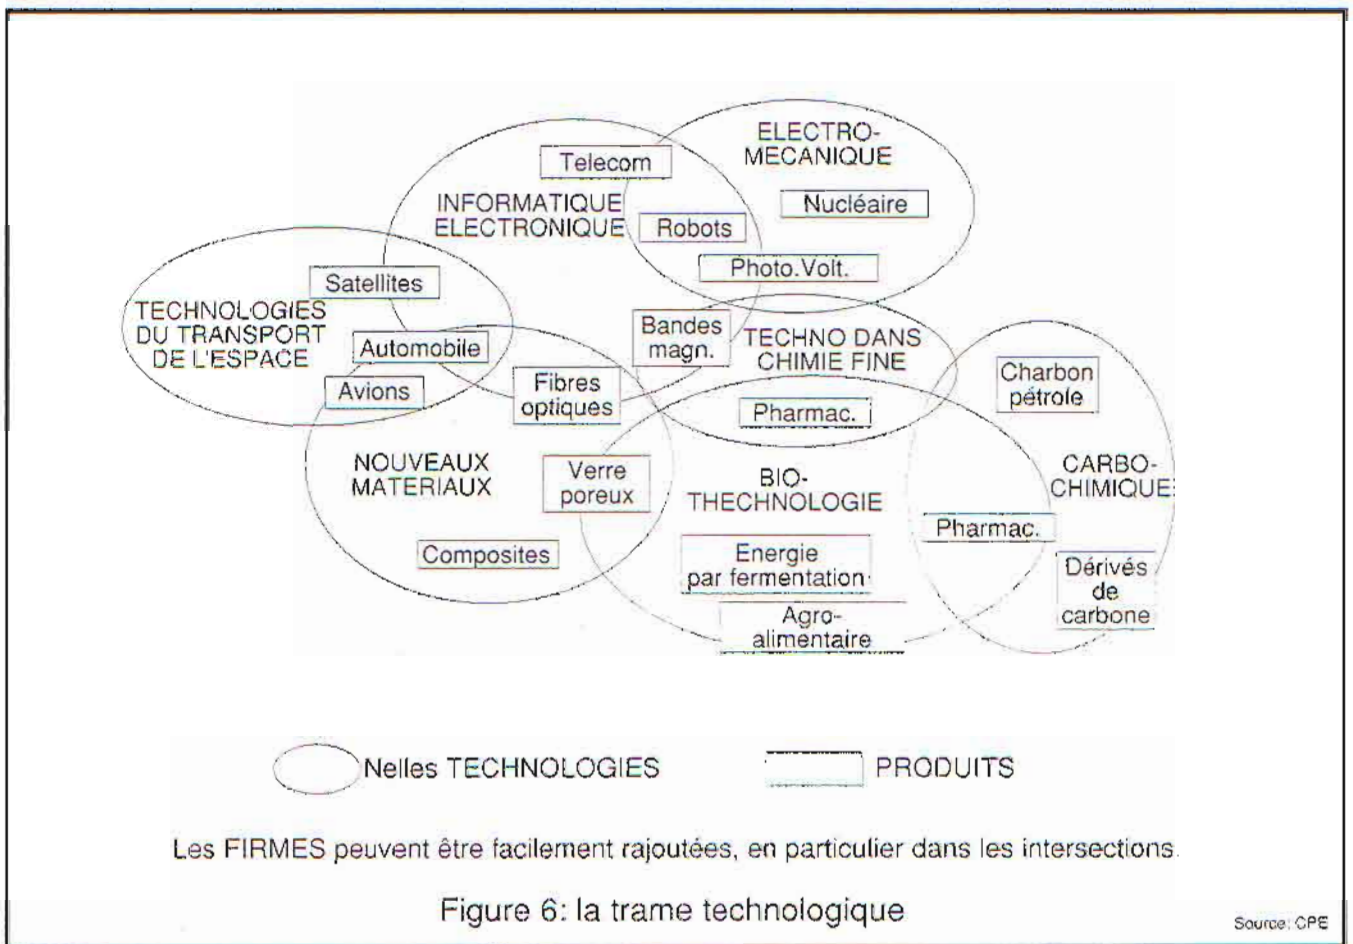 ELECTRO-
MECANIQUE
Telecom
INFORMATIQUE
ELECTRONIQUE
Nucléaire
Robots
Photo.Volt.
Satellites
TECHNOLOGIES
DU TRANSPORT
DE L'ESPACE
Automobile
Avions
Bandes
magn.
TECHNO DANS
CHIMIE FINE
Fibres
optiques
Pharmac.
Charbon
pétrole
NOUVEAUX
MATERIAUX
Verre
poreux
Composites
BIO-
THECHNOLOGIE
CARBO-
CHIMIQUE
Pharmac.
Energie
par fermentation
Dérivés
de
carbone
Agro-
alimentaire
Nelles TECHNOLOGIES
PRODUITS
Les FIRMES peuvent être facilement rajoutées, en particulier dans les intersections.
Figure 6: la trame technologique
Source: CPE